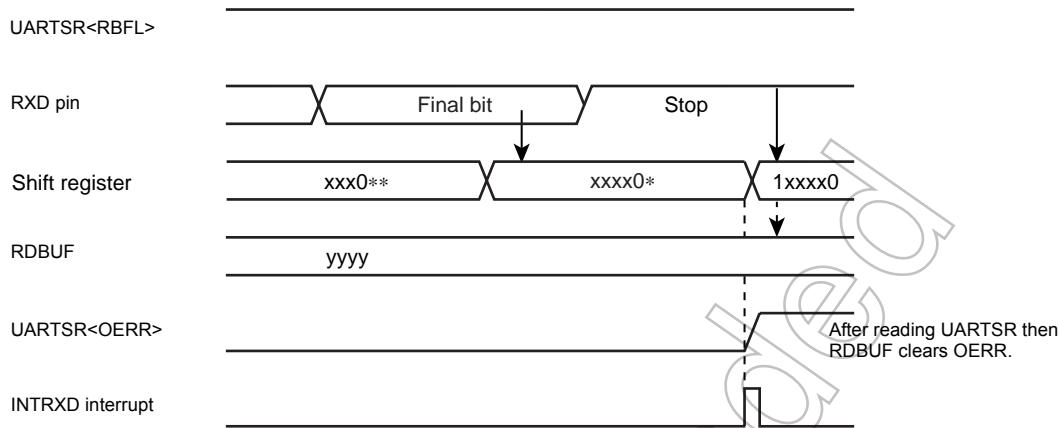 UARTSR<RBFL>
RXD pin
Final bit
Stop
Shift register
xxx0**
xxxx0*
1xxxx0
RDBUF
yyyy
UARTSR<OERR>
After reading UARTSR then
RDBUF clears OERR.
INTRXD interrupt